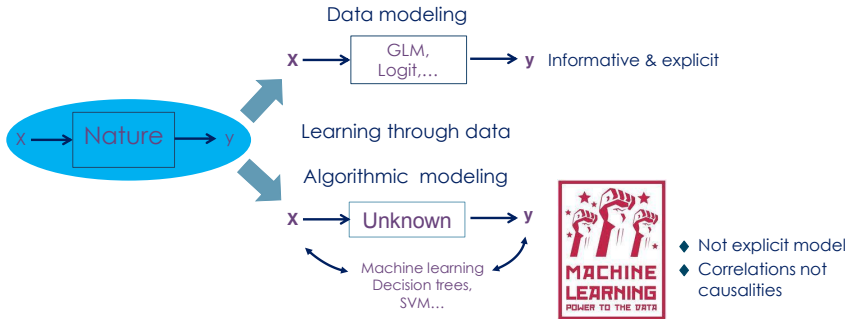 Data modeling
X
GLM,
Logit,...
y
Informative & explicit
X
Nature
y
Learning through data
Algorithmic modeling
X
Unknown
y
Machine learning
Decision trees,
SVM...
MACHINE
LEARNING
POWER TO THE DATA
Not explicit model
Correlations not
causalities